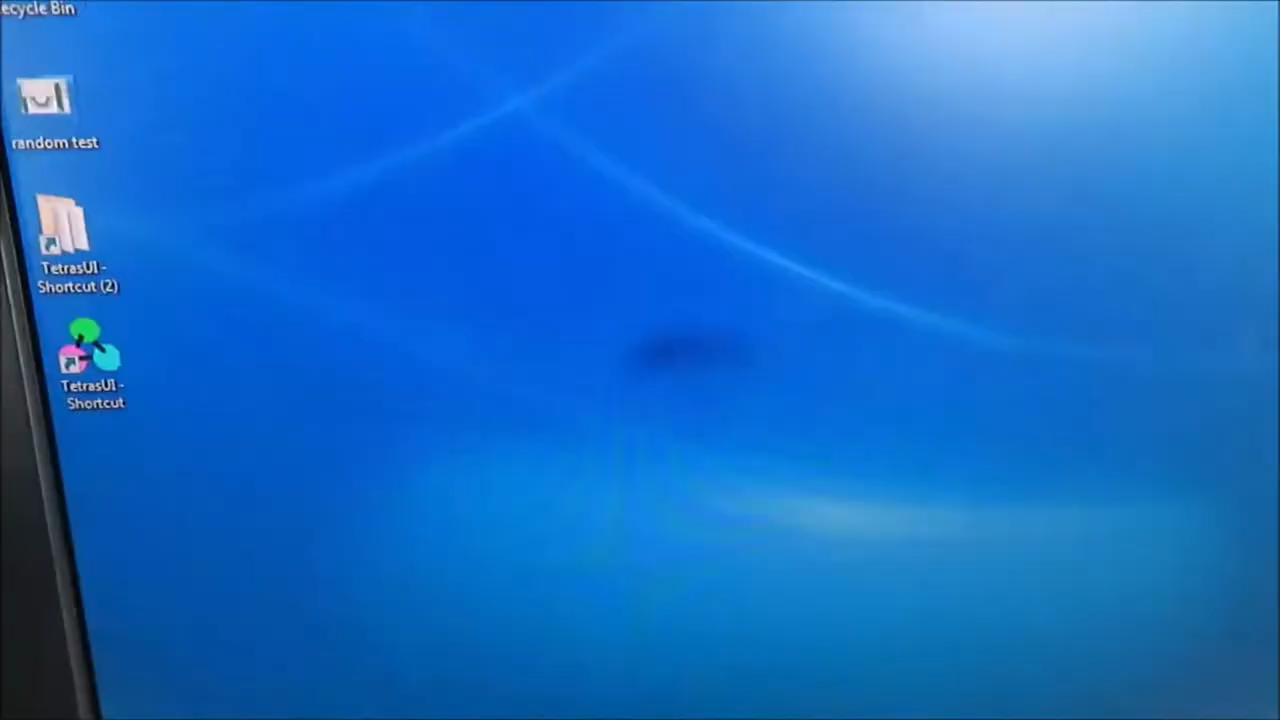 ecycle Bin
random test
TetrasUI -
Shortcut (2)
TetrasUI -
Shortcut